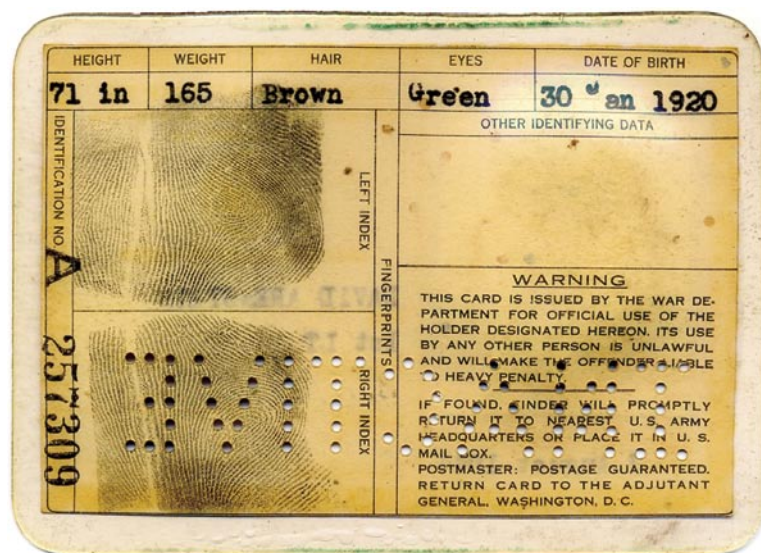 HEIGHT WEIGHT HAIR EYES DATE OF BIRTH
71 in 165 Brown Green 30 Jan 1920
OTHER IDENTIFYING DATA
IDENTIFICATION NO.
A 257309
LEFT INDEX
RIGHT INDEX
FINGERPRINTS
WARNING
THIS CARD IS ISSUED BY THE WAR DE-
PARTMENT FOR OFFICIAL USE OF THE
HOLDER DESIGNATED HEREON. ITS USE
BY ANY OTHER PERSON IS UNLAWFUL
AND WILL MAKE THE OFFENDER LIABLE
TO HEAVY PENALTY.
IF FOUND, FINDER WILL PROMPTLY
RETURN IT TO NEAREST U.S. ARMY
HEADQUARTERS OR PLACE IT IN U. S.
MAIL BOX.
POSTMASTER: POSTAGE GUARANTEED.
RETURN CARD TO THE ADJUTANT
GENERAL, WASHINGTON, D. C.